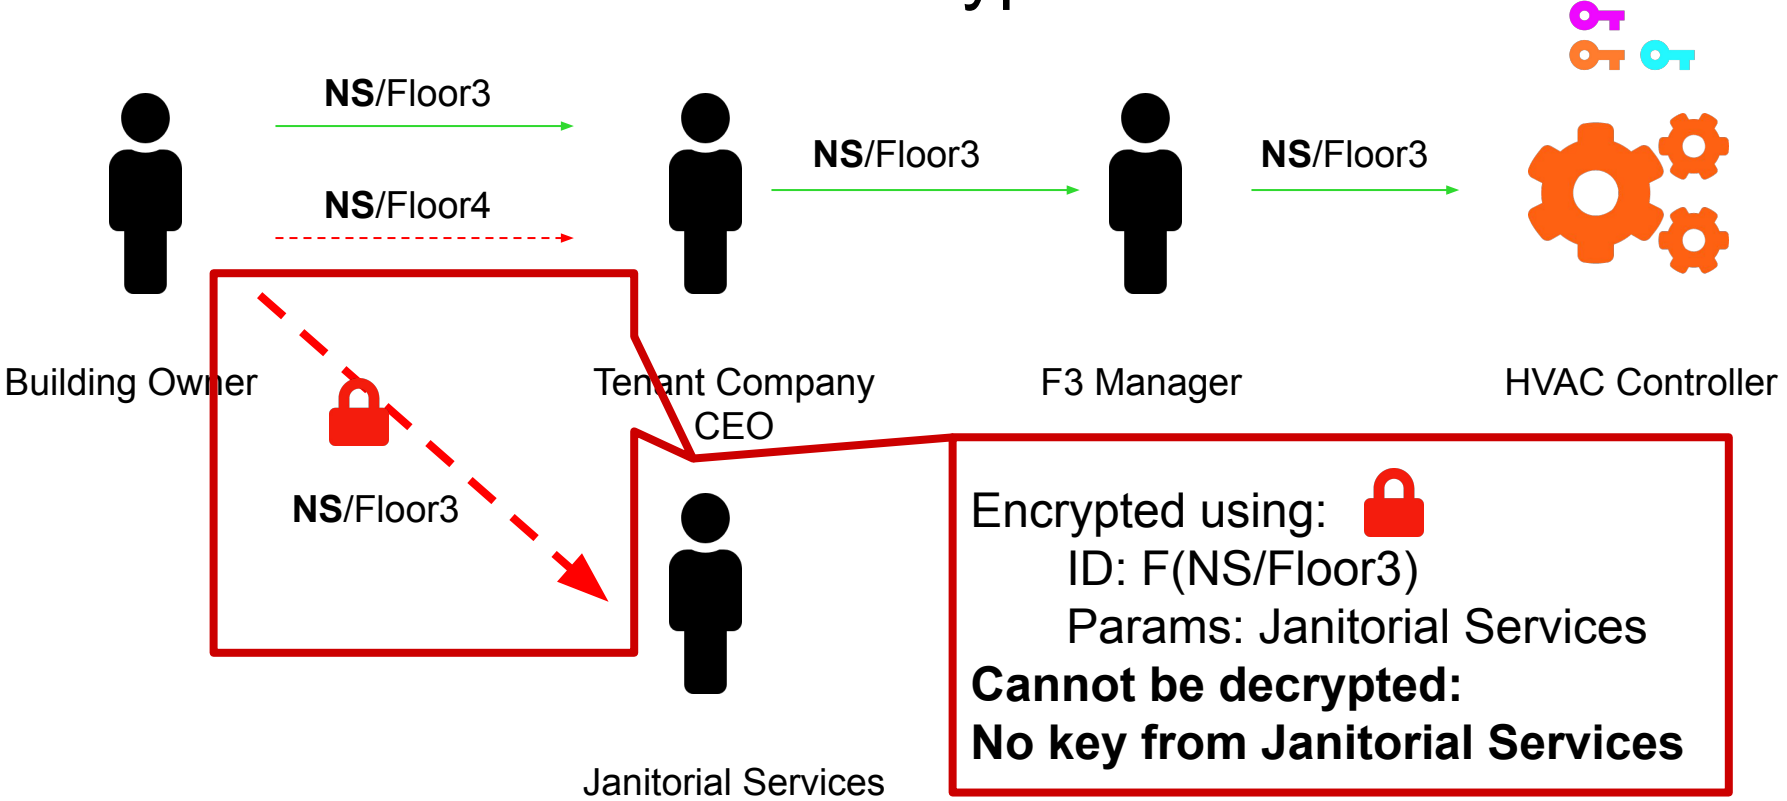 NS/Floor3
NS/Floor4
NS/Floor3
NS/Floor3
Building Owner
Tenant Company
CEO
F3 Manager
HVAC Controller
NS/Floor3
Encrypted using:
ID: F(NS/Floor3)
Params: Janitorial Services
Cannot be decrypted:
No key from Janitorial Services
Janitorial Services